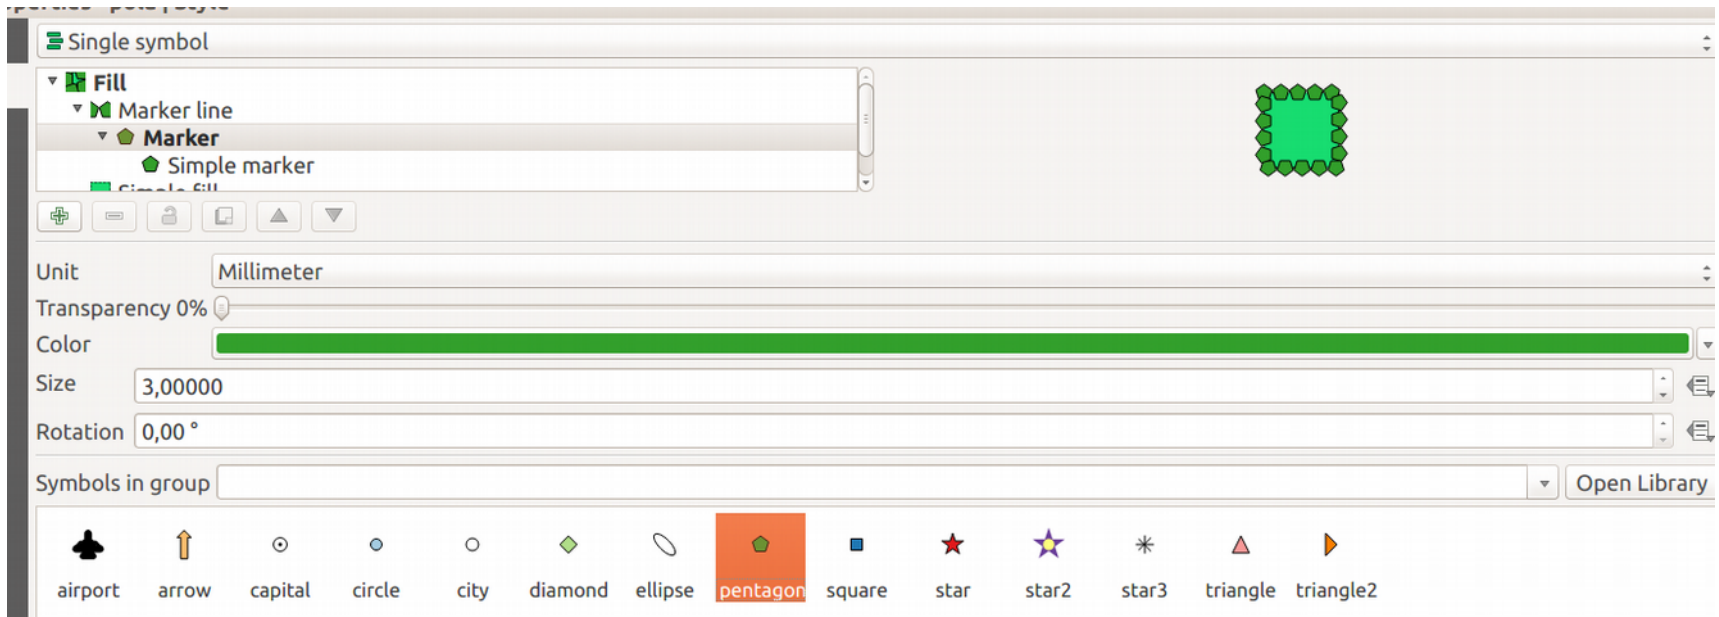 Single symbol
Fill
Marker line
Marker
Simple marker
Simple fill
Unit Millimeter
Transparency 0%
Color
Size 3,00000
Rotation 0,00 °
Symbols in group Open Library
airport arrow capital circle city diamond ellipse pentagon square star star2 star3 triangle triangle2